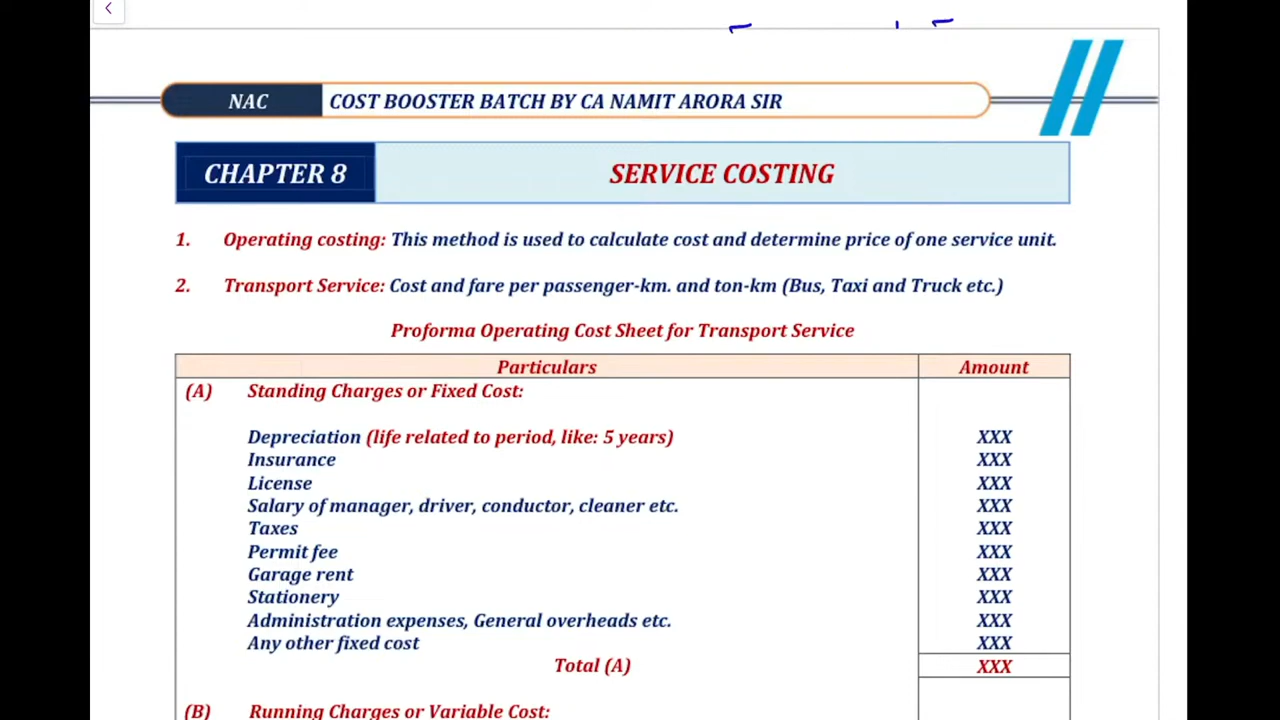 NAC COST BOOSTER BATCH BY CA NAMIT ARORA SIR
CHAPTER 8 SERVICE COSTING
1. Operating costing: This method is used to calculate cost and determine price of one service unit.
2. Transport Service: Cost and fare per passenger-km. and ton-km (Bus, Taxi and Truck etc.)
Proforma Operating Cost Sheet for Transport Service
Particulars Amount
(A) Standing Charges or Fixed Cost:
Depreciation (life related to period, like: 5 years) XXX
Insurance XXX
License XXX
Salary of manager, driver, conductor, cleaner etc. XXX
Taxes XXX
Permit fee XXX
Garage rent XXX
Stationery XXX
Administration expenses, General overheads etc. XXX
Any other fixed cost XXX
Total (A) XXX
(B) Running Charges or Variable Cost: